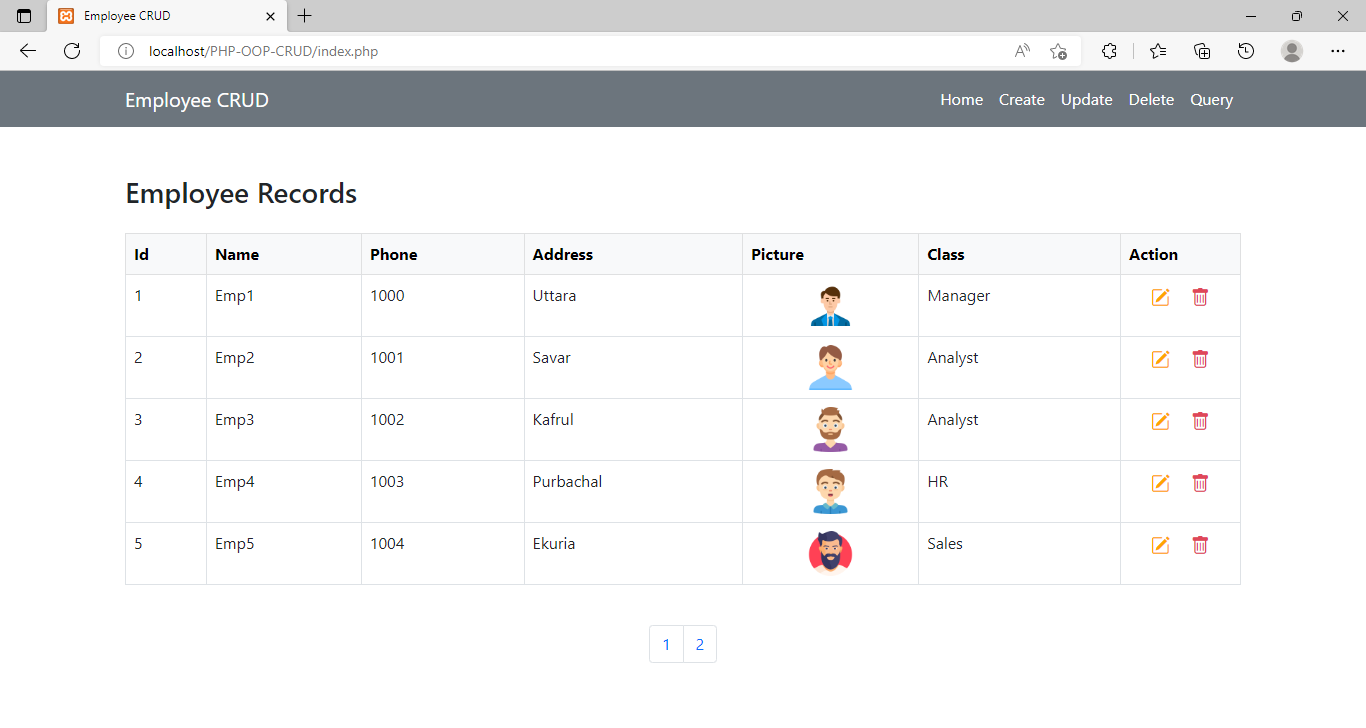 Employee CRUD
localhost/PHP-OOP-CRUD/index.php
Employee CRUD Home Create Update Delete Query
Employee Records
Id Name Phone Address Picture Class Action
1 Emp1 1000 Uttara Manager
2 Emp2 1001 Savar Analyst
3 Emp3 1002 Kafrul Analyst
4 Emp4 1003 Purbachal HR
5 Emp5 1004 Ekuria Sales
1 2